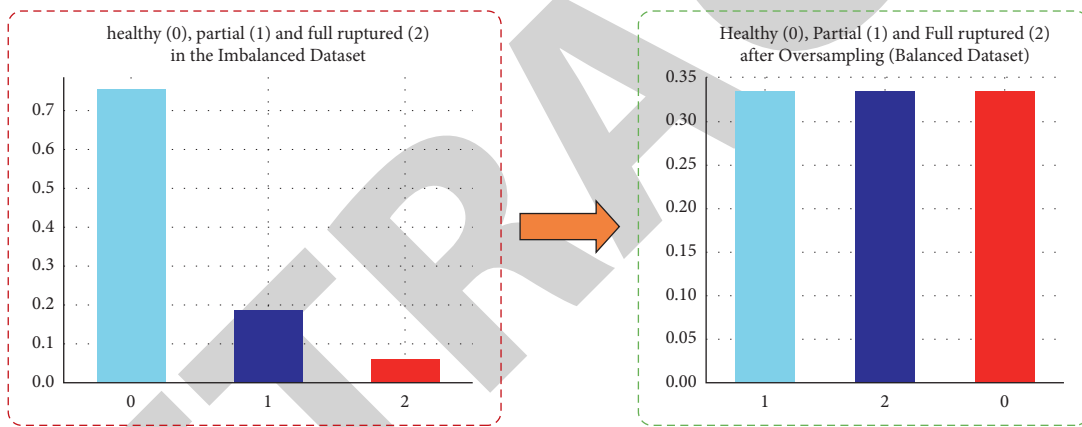 healthy (0), partial (1) and full ruptured (2)
in the Imbalanced Dataset
0.7
0.6
0.5
0.4
0.3
0.2
0.1
0.0
0 1 2
Healthy (0), Partial (1) and Full ruptured (2)
after Oversampling (Balanced Dataset)
0.35
0.30
0.25
0.20
0.15
0.10
0.05
0.00
1 2 0